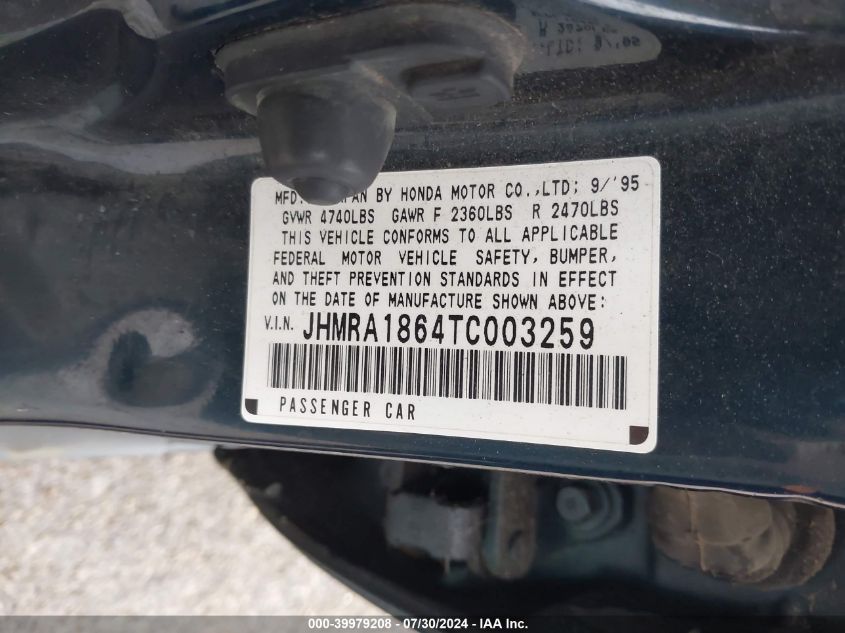 MFD. JAPAN BY HONDA MOTOR CO.,LTD; 9/'95
GVWR 4740LBS GAWR F 2360LBS R 2470LBS
THIS VEHICLE CONFORMS TO ALL APPLICABLE
FEDERAL MOTOR VEHICLE SAFETY, BUMPER,
AND THEFT PREVENTION STANDARDS IN EFFECT
ON THE DATE OF MANUFACTURE SHOWN ABOVE:
V.I.N. JHMRA1864TC003259
PASSENGER CAR
000-39979208 - 07/30/2024 - IAA Inc.